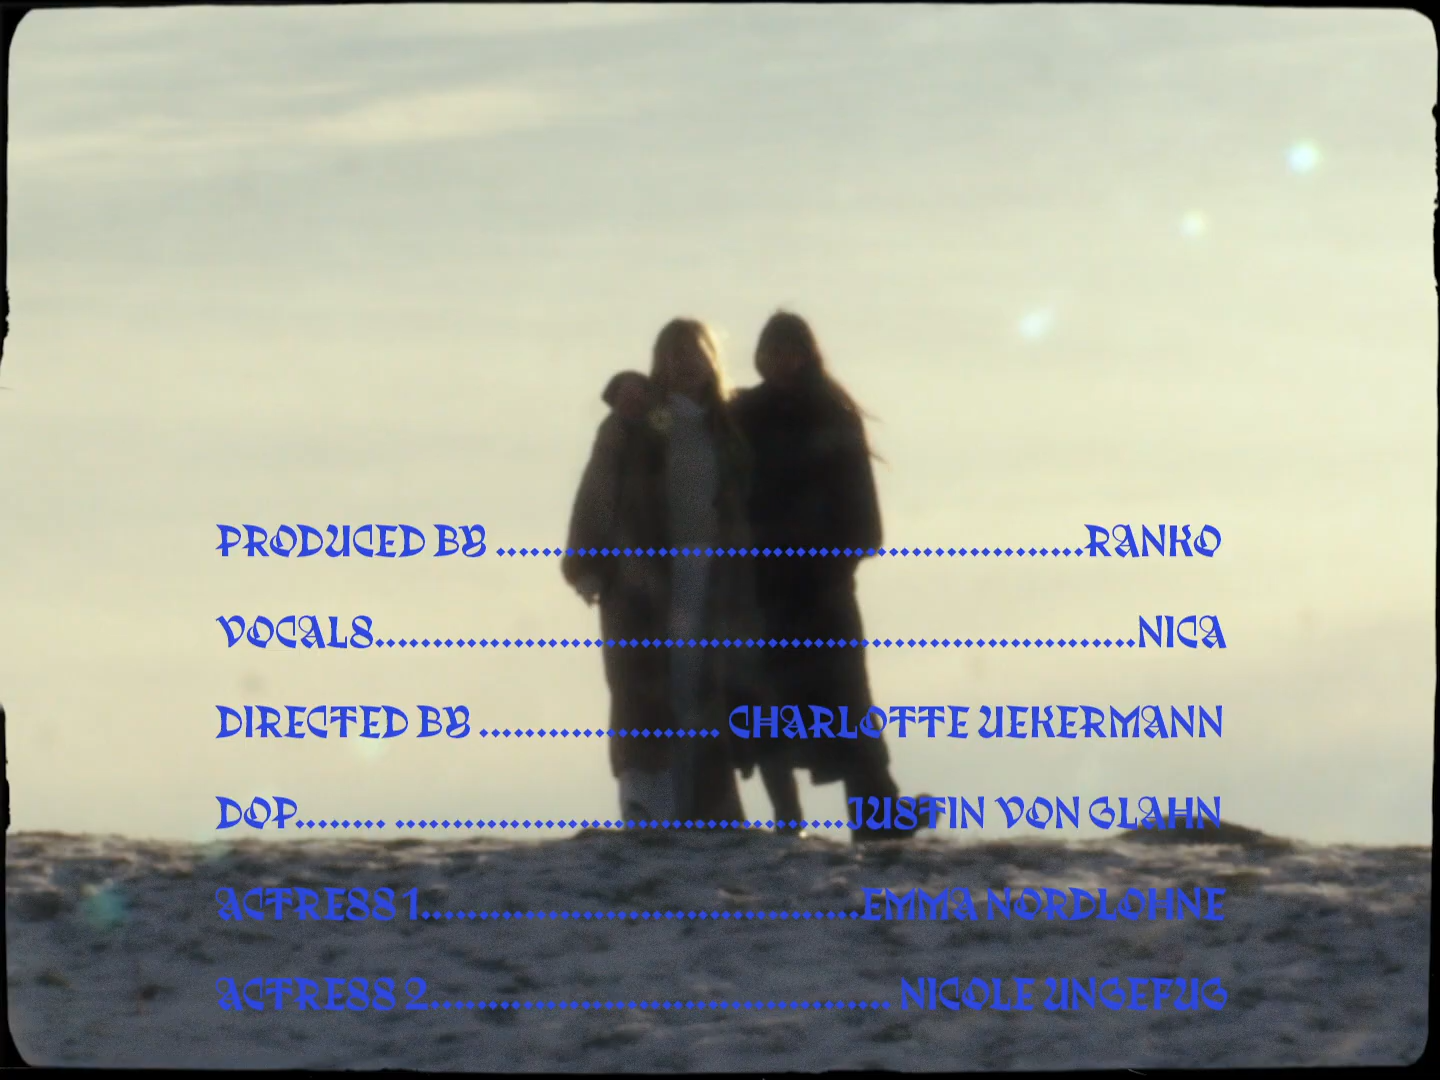 PRODUCED BY ..................................................RANKO
VOCALS................................................................NICA
DIRECTED BY ..................... CHARLOTTE UEKERMANN
DOP........ .......................................JUSTIN VON GLAHN
ACTRESS 1......................................EMMA NORDLOHNE
ACTRESS 2........................................ NICOLE UNGEFUG